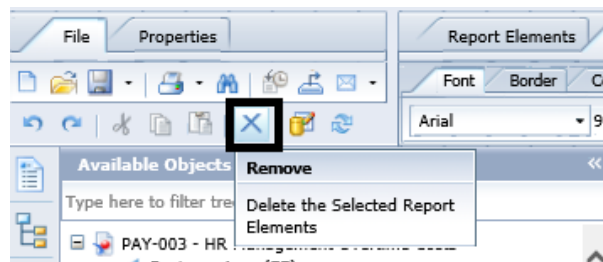 File Properties Report Elements
Font Border
Arial 9
Available Objects
Remove
Type here to filter tre
Delete the Selected Report
Elements
PAY-003 - HR